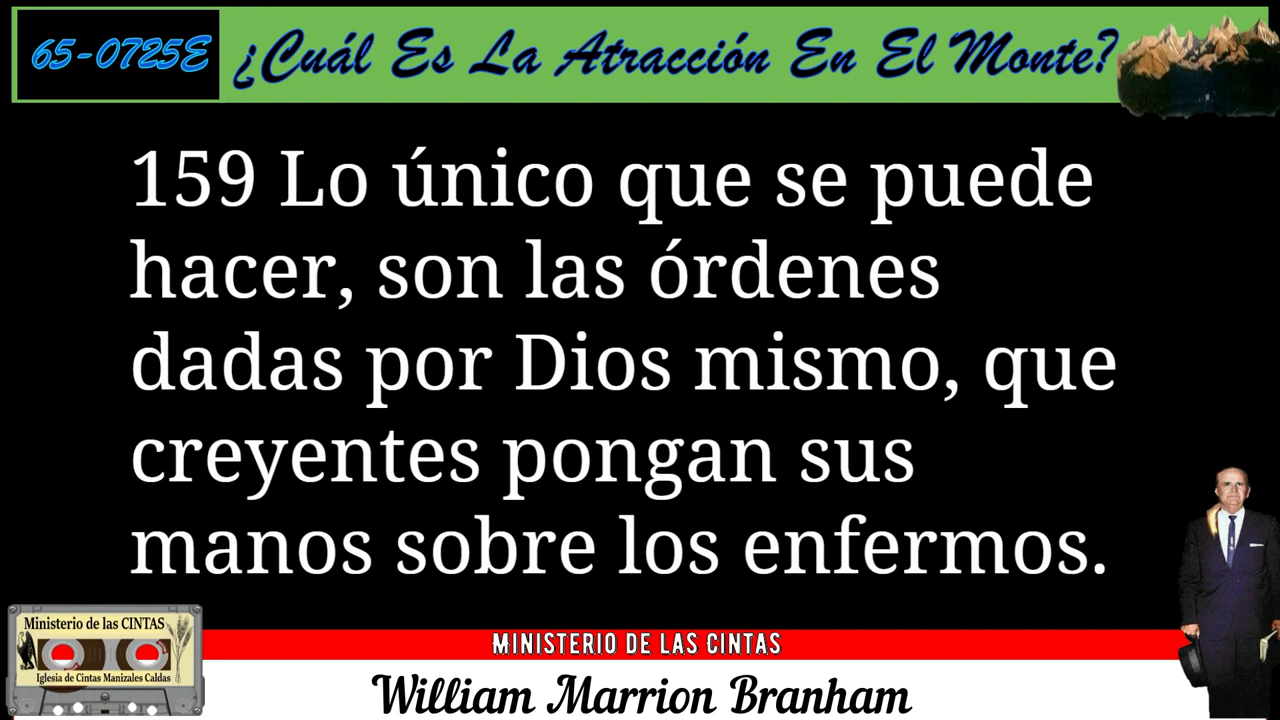 65-0725E ¿Cuál Es La Atracción En El Monte?
159 Lo único que se puede
hacer, son las órdenes
dadas por Dios mismo, que
creyentes pongan sus
manos sobre los enfermos.
Ministerio de las CINTAS
Iglesia de Cintas Manizales Caldas
MINISTERIO DE LAS CINTAS
William Marrion Branham